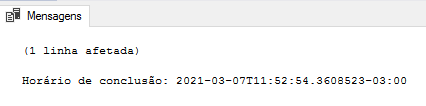 Mensagens
(1 linha afetada)
Horário de conclusão: 2021-03-07T11:52:54.3608523-03:00